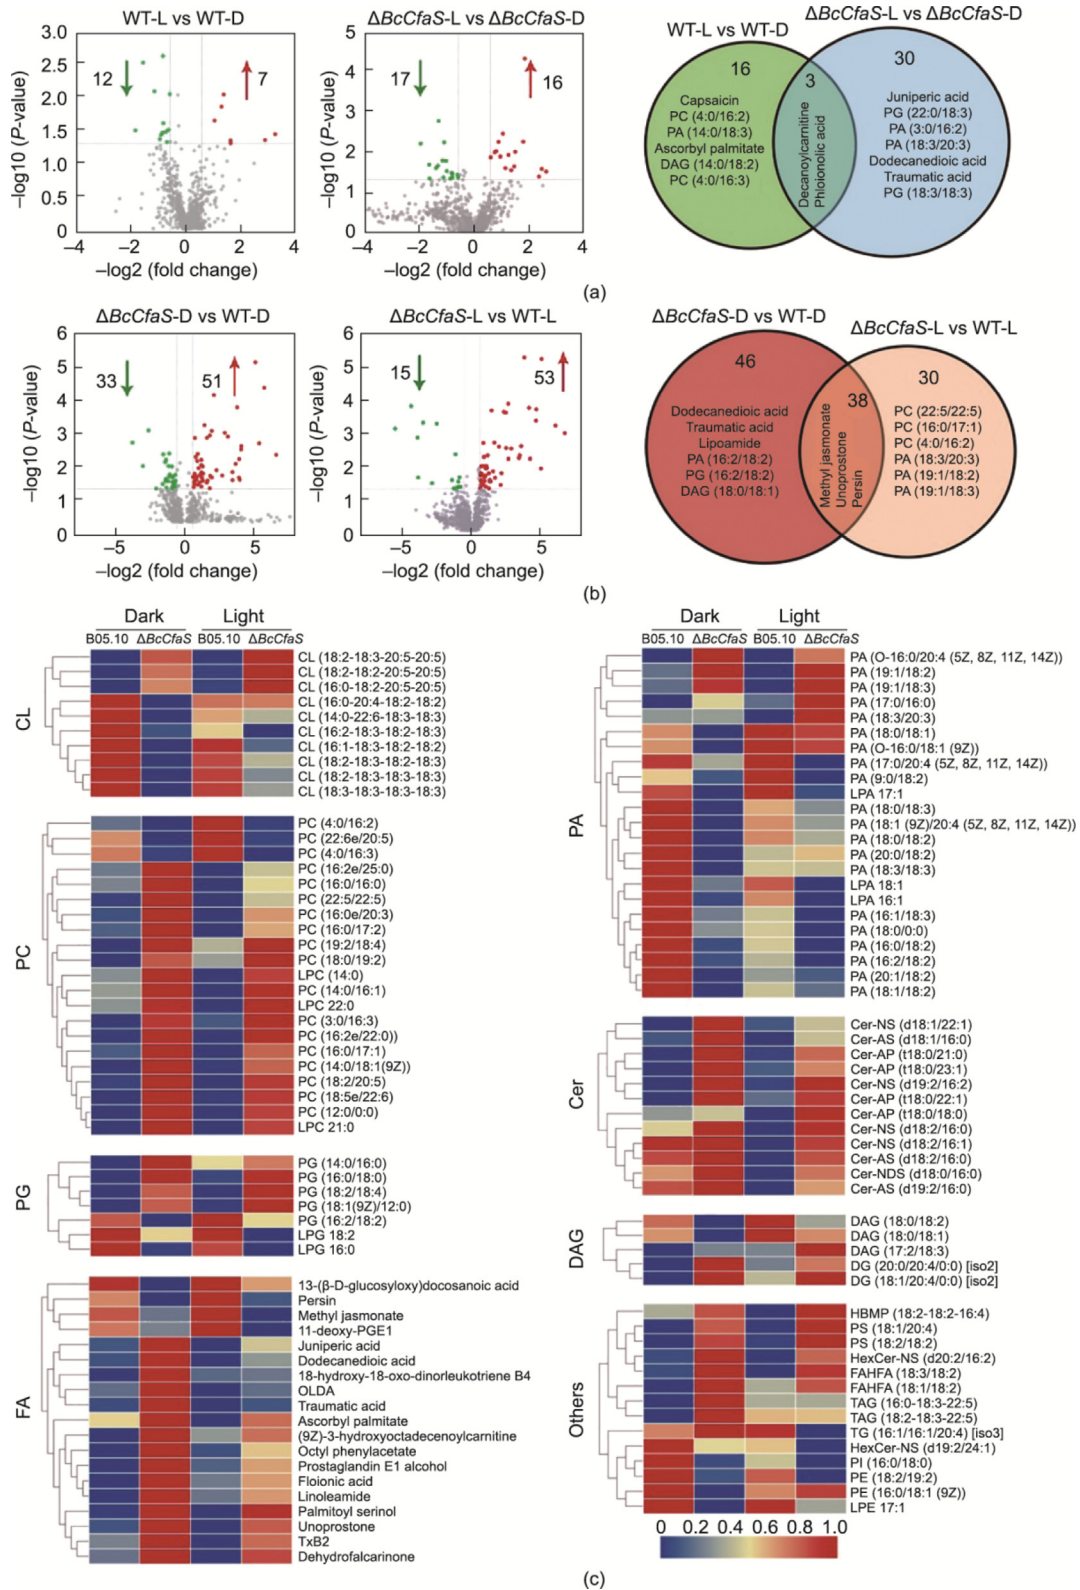 WT-L vs WT-D
3.0
2.5
2.0
1.5
1.0
0.5
0
−4
−2
0
2
4
12
7
−log10 (P-value)
−log2 (fold change)
ΔBcCfaS-L vs ΔBcCfaS-D
5
4
3
2
1
0
−4
−2
0
2
4
17
16
−log10 (P-value)
−log2 (fold change)
WT-L vs WT-D
ΔBcCfaS-L vs ΔBcCfaS-D
16
3
30
Capsaicin
PC (4:0/16:2)
PA (14:0/18:3)
Ascorbyl palmitate
DAG (14:0/18:2)
PC (4:0/16:3)
Decanoylcarnitine
Phloionolic acid
Juniperic acid
PG (22:0/18:3)
PA (3:0/16:2)
PA (18:3/20:3)
Dodecanedioic acid
Traumatic acid
PG (18:3/18:3)
(a)
ΔBcCfaS-D vs WT-D
6
5
4
3
2
1
0
−5
0
5
33
51
−log10 (P-value)
−log2 (fold change)
ΔBcCfaS-L vs WT-L
6
5
4
3
2
1
0
−5
0
5
15
53
−log10 (P-value)
−log2 (fold change)
ΔBcCfaS-D vs WT-D
ΔBcCfaS-L vs WT-L
46
38
30
Dodecanedioic acid
Traumatic acid
Lipoamide
PA (16:2/18:2)
PG (16:2/18:2)
DAG (18:0/18:1)
Methyl jasmonate
Unoprostone
Persin
PC (22:5/22:5)
PC (16:0/17:1)
PC (4:0/16:2)
PA (18:3/20:3)
PA (19:1/18:2)
PA (19:1/18:3)
(b)
Dark
Light
B05.10
ΔBcCfaS
B05.10
ΔBcCfaS
CL
CL (18:2-18:3-20:5-20:5)
CL (18:2-18:2-20:5-20:5)
CL (16:0-18:2-20:5-20:5)
CL (16:0-20:4-18:2-18:2)
CL (14:0-22:6-18:3-18:3)
CL (16:2-18:3-18:2-18:3)
CL (16:1-18:3-18:2-18:2)
CL (18:2-18:3-18:2-18:3)
CL (18:2-18:3-18:3-18:3)
CL (18:3-18:3-18:3-18:3)
PC
PC (4:0/16:2)
PC (22:6e/20:5)
PC (4:0/16:3)
PC (16:2e/25:0)
PC (16:0/16:0)
PC (22:5/22:5)
PC (16:0e/20:3)
PC (16:0/17:2)
PC (19:2/18:4)
PC (18:0/19:2)
LPC (14:0)
PC (14:0/16:1)
LPC 22:0
PC (3:0/16:3)
PC (16:2e/22:0))
PC (16:0/17:1)
PC (14:0/18:1(9Z))
PC (18:2/20:5)
PC (18:5e/22:6)
PC (12:0/0:0)
LPC 21:0
PG
PG (14:0/16:0)
PG (16:0/18:0)
PG (18:2/18:4)
PG (18:1(9Z)/12:0)
PG (16:2/18:2)
LPG 18:2
LPG 16:0
FA
13-(β-D-glucosyloxy)docosanoic acid
Persin
Methyl jasmonate
11-deoxy-PGE1
Juniperic acid
Dodecanedioic acid
18-hydroxy-18-oxo-dinorleukotriene B4
OLDA
Traumatic acid
Ascorbyl palmitate
(9Z)-3-hydroxyoctadecenoylcarnitine
Octyl phenylacetate
Prostaglandin E1 alcohol
Floionic acid
Linoleamide
Palmitoyl serinol
Unoprostone
TxB2
Dehydrofalcarinone
Dark
Light
B05.10
ΔBcCfaS
B05.10
ΔBcCfaS
PA
PA (O-16:0/20:4 (5Z, 8Z, 11Z, 14Z))
PA (19:1/18:2)
PA (19:1/18:3)
PA (17:0/16:0)
PA (18:3/20:3)
PA (18:0/18:1)
PA (O-16:0/18:1 (9Z))
PA (17:0/20:4 (5Z, 8Z, 11Z, 14Z))
PA (9:0/18:2)
LPA 17:1
PA (18:0/18:3)
PA (18:1 (9Z)/20:4 (5Z, 8Z, 11Z, 14Z))
PA (18:0/18:2)
PA (20:0/18:2)
PA (18:3/18:3)
LPA 18:1
LPA 16:1
PA (16:1/18:3)
PA (18:0/0:0)
PA (16:0/18:2)
PA (16:2/18:2)
PA (20:1/18:2)
PA (18:1/18:2)
Cer
Cer-NS (d18:1/22:1)
Cer-AS (d18:1/16:0)
Cer-AP (t18:0/21:0)
Cer-AP (t18:0/23:1)
Cer-NS (d19:2/16:2)
Cer-AP (t18:0/22:1)
Cer-AP (t18:0/18:0)
Cer-NS (d18:2/16:0)
Cer-NS (d18:2/16:1)
Cer-AS (d18:2/16:0)
Cer-NDS (d18:0/16:0)
Cer-AS (d19:2/16:0)
DAG
DAG (18:0/18:2)
DAG (18:0/18:1)
DAG (17:2/18:3)
DG (20:0/20:4/0:0) [iso2]
DG (18:1/20:4/0:0) [iso2]
Others
HBMP (18:2-18:2-16:4)
PS (18:1/20:4)
PS (18:2/18:2)
HexCer-NS (d20:2/16:2)
FAHFA (18:3/18:2)
FAHFA (18:1/18:2)
TAG (16:0-18:3-22:5)
TAG (18:2-18:3-22:5)
TG (16:1/16:1/20:4) [iso3]
HexCer-NS (d19:2/24:1)
PI (16:0/18:0)
PE (18:2/19:2)
PE (16:0/18:1 (9Z))
LPE 17:1
0 0.2 0.4 0.6 0.8 1.0
(c)